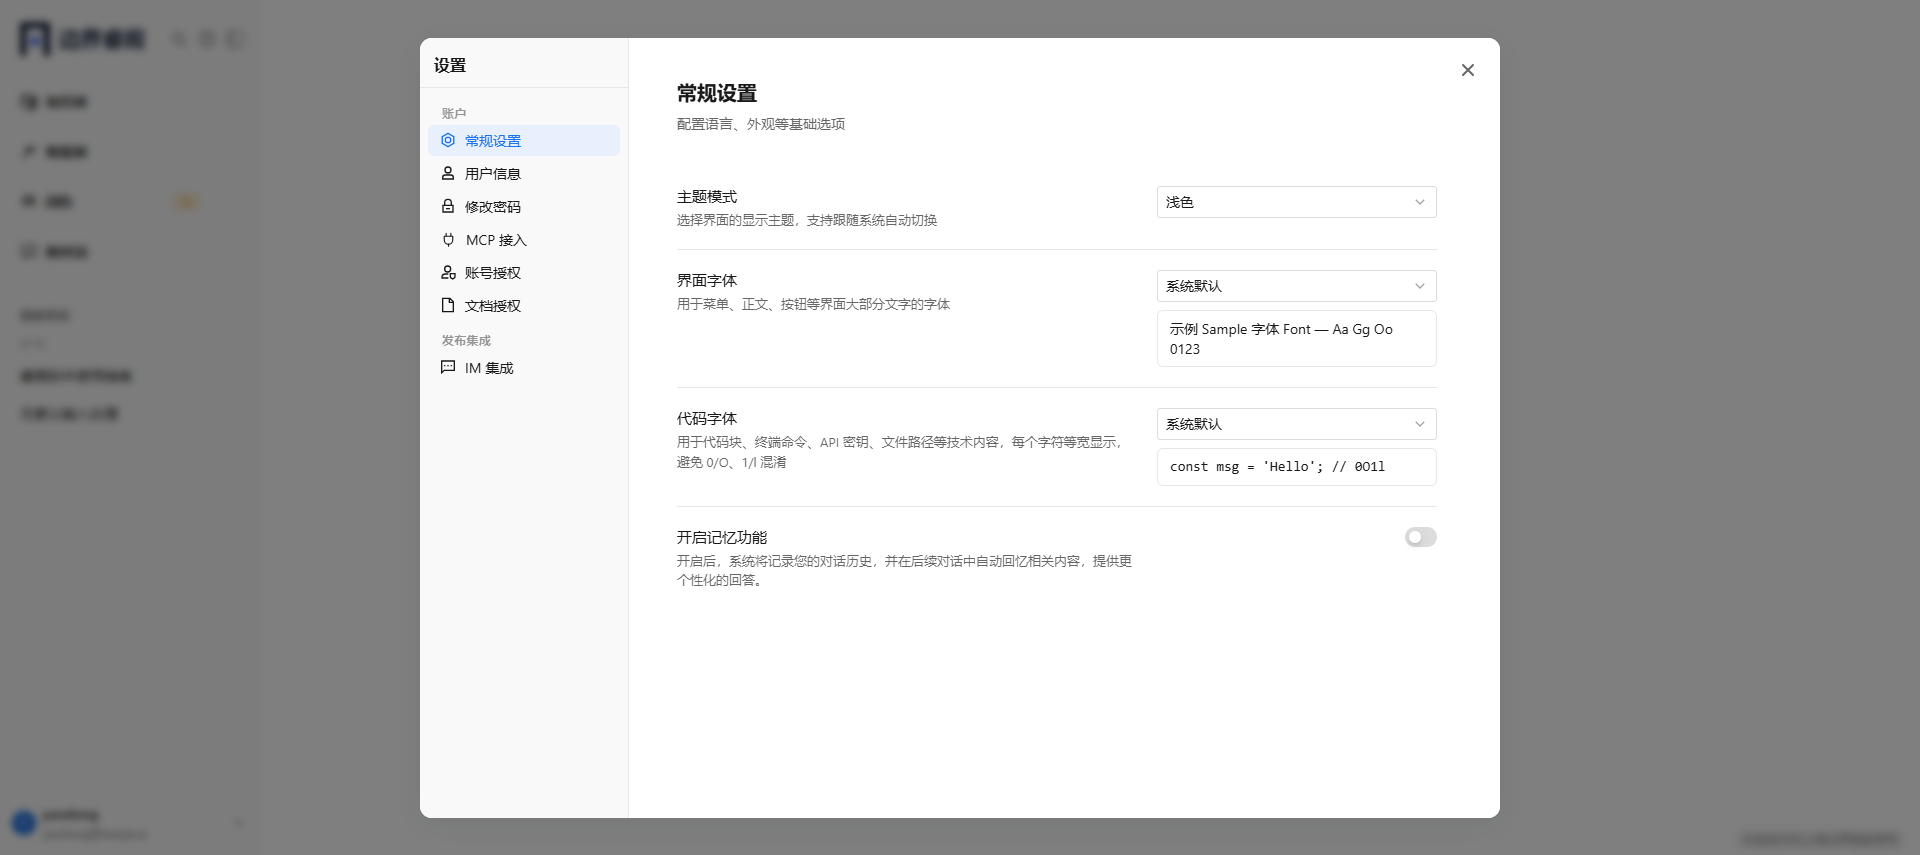 设置
账户
常规设置
用户信息
修改密码
MCP 接入
账号授权
文档授权
发布集成
IM 集成
常规设置
配置语言、外观等基础选项
主题模式
选择界面的显示主题，支持跟随系统自动切换
浅色
界面字体
用于菜单、正文、按钮等界面大部分文字的字体
系统默认
示例 Sample 字体 Font — Aa Gg Oo
0123
代码字体
用于代码块、终端命令、API 密钥、文件路径等技术内容，每个字符等宽显示，
避免 0/O、1/l 混淆
系统默认
const msg = 'Hello'; // 0O1l
开启记忆功能
开启后，系统将记录您的对话历史，并在后续对话中自动回忆相关内容，提供更
个性化的回答。